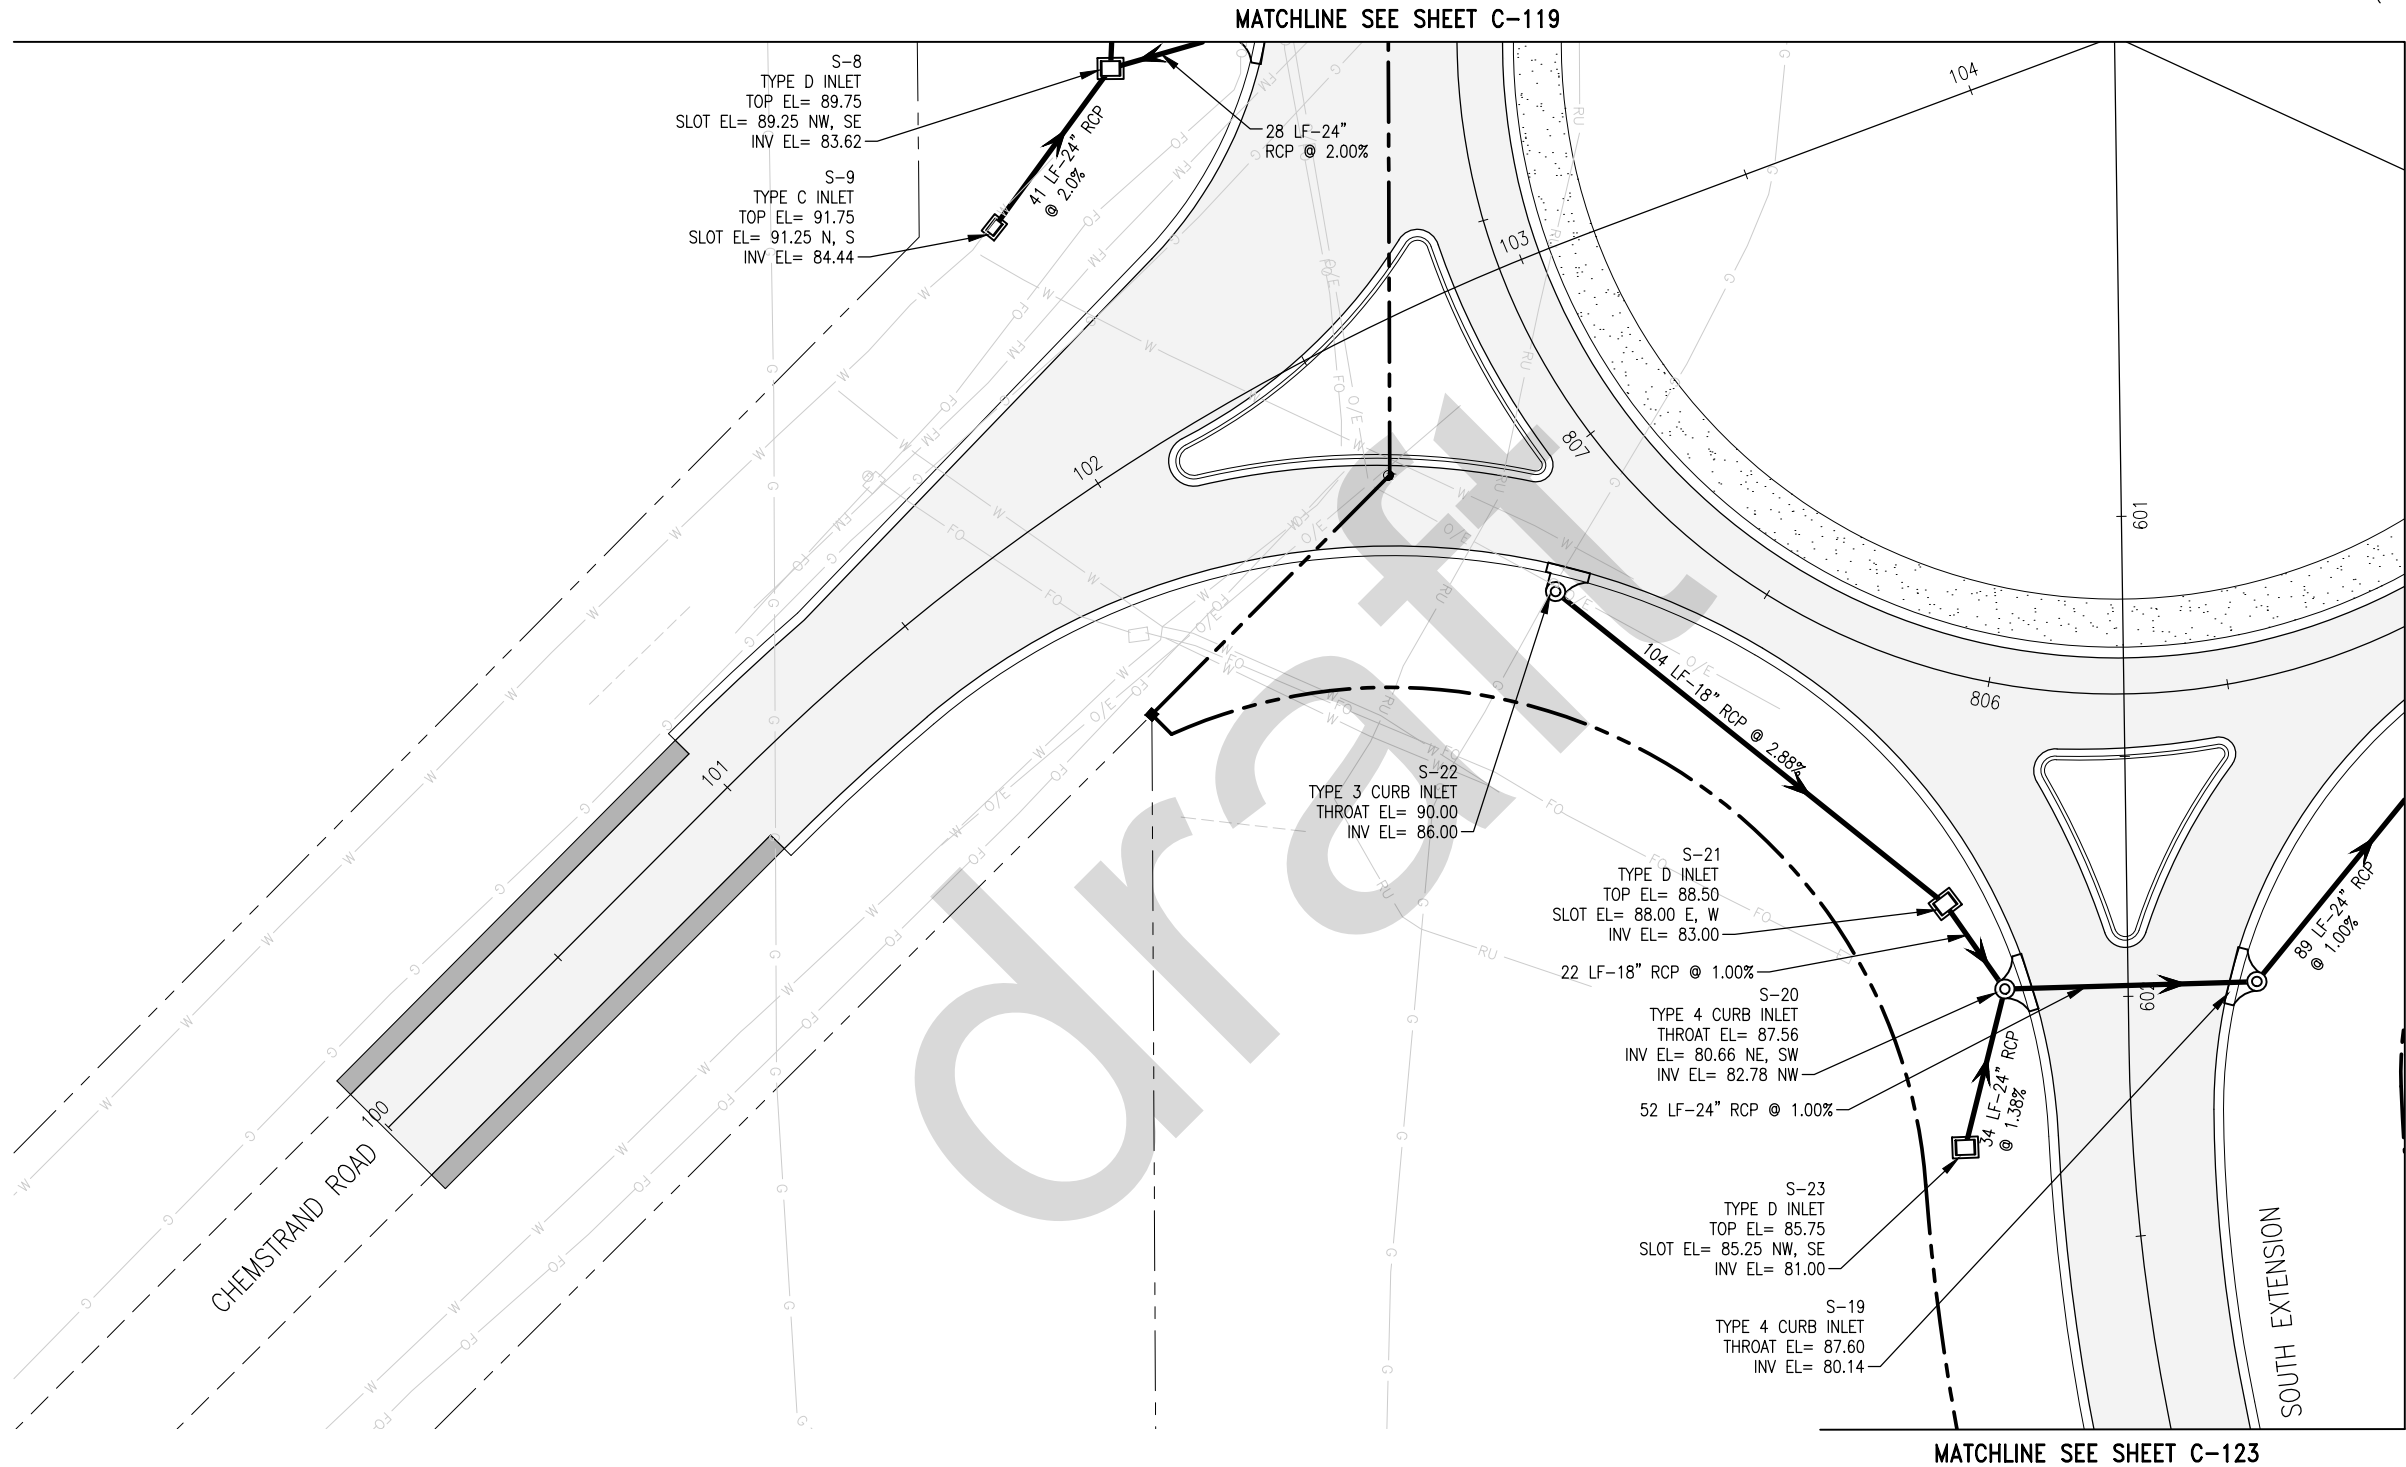 MATCHLINE SEE SHEET C-119
S-8
TYPE D INLET
TOP EL= 89.75
SLOT EL= 89.25 NW, SE
INV EL= 83.62
S-9
TYPE C INLET
TOP EL= 91.75
SLOT EL= 91.25 N, S
INV EL= 84.44
41 LF-24" RCP
@ 2.0%
28 LF-24"
RCP @ 2.00%
104
103
102
101
100
807
806
601
602
draft
104 LF-18" RCP @ 2.88%
S-22
TYPE 3 CURB INLET
THROAT EL= 90.00
INV EL= 86.00
S-21
TYPE D INLET
TOP EL= 88.50
SLOT EL= 88.00 E, W
INV EL= 83.00
22 LF-18" RCP @ 1.00%
S-20
TYPE 4 CURB INLET
THROAT EL= 87.56
INV EL= 80.66 NE, SW
INV EL= 82.78 NW
52 LF-24" RCP @ 1.00%
89 LF-24" RCP
@ 1.00%
34 LF-24" RCP
@ 1.38%
S-23
TYPE D INLET
TOP EL= 85.75
SLOT EL= 85.25 NW, SE
INV EL= 81.00
S-19
TYPE 4 CURB INLET
THROAT EL= 87.60
INV EL= 80.14
CHEMSTRAND ROAD
SOUTH EXTENSION
MATCHLINE SEE SHEET C-123